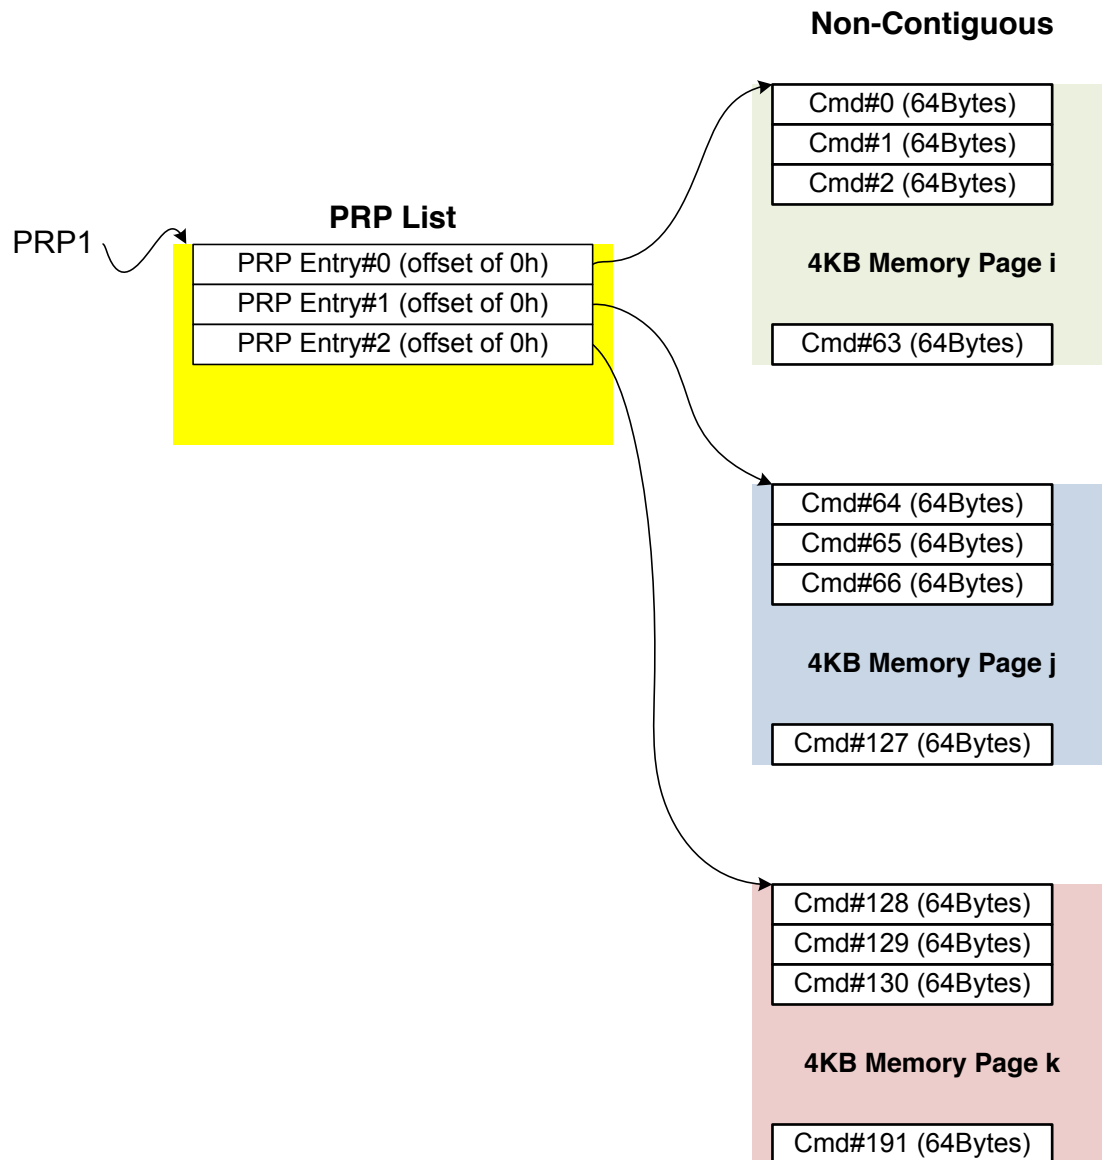 Non-Contiguous
Cmd#0 (64Bytes)
Cmd#1 (64Bytes)
Cmd#2 (64Bytes)
4KB Memory Page i
Cmd#63 (64Bytes)
PRP1
PRP List
PRP Entry#0 (offset of 0h)
PRP Entry#1 (offset of 0h)
PRP Entry#2 (offset of 0h)
Cmd#64 (64Bytes)
Cmd#65 (64Bytes)
Cmd#66 (64Bytes)
4KB Memory Page j
Cmd#127 (64Bytes)
Cmd#128 (64Bytes)
Cmd#129 (64Bytes)
Cmd#130 (64Bytes)
4KB Memory Page k
Cmd#191 (64Bytes)